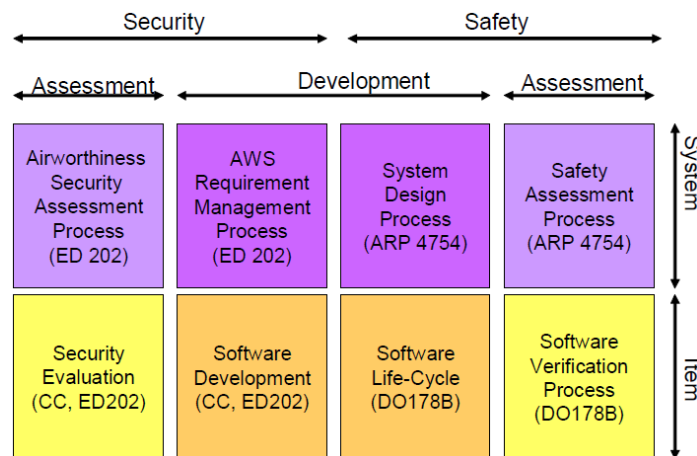 Security
Safety
Assessment
Development
Assessment
Airworthiness
Security
Assessment
Process
(ED 202)
AWS
Requirement
Management
Process
(ED 202)
System
Design
Process
(ARP 4754)
Safety
Assessment
Process
(ARP 4754)
System
Security
Evaluation
(CC, ED202)
Software
Development
(CC, ED202)
Software
Life-Cycle
(DO178B)
Software
Verification
Process
(DO178B)
Item